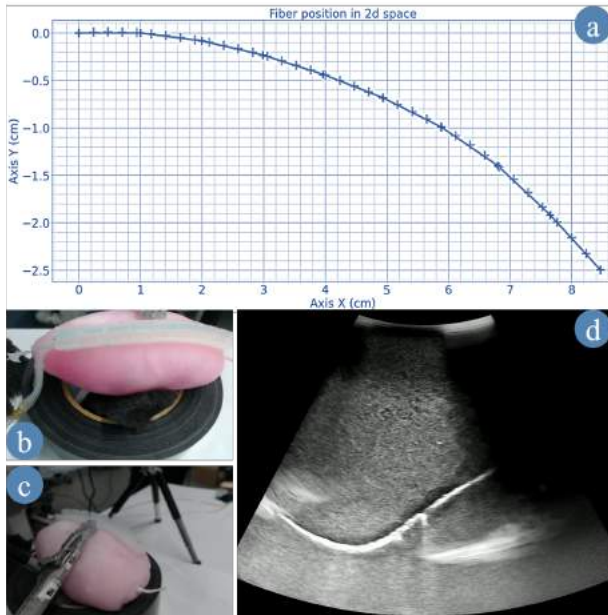 Fiber position in 2d space
a
0.0
−0.5
−1.0
−1.5
−2.0
−2.5
Axis Y (cm)
0 1 2 3 4 5 6 7 8
Axis X (cm)
b
d
c